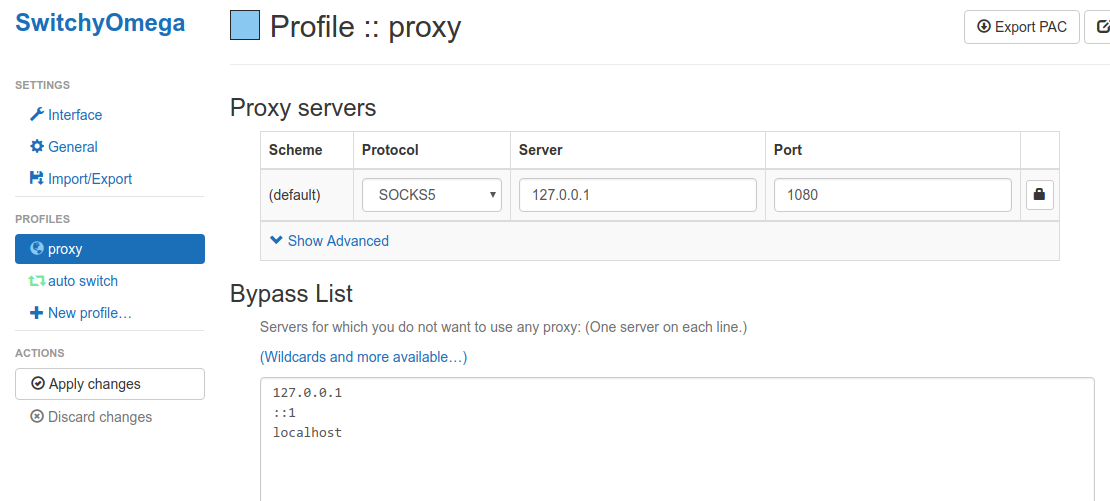 SwitchyOmega
Profile :: proxy
Export PAC
SETTINGS
Interface
General
Import/Export
PROFILES
proxy
auto switch
New profile…
ACTIONS
Apply changes
Discard changes
Proxy servers
Scheme Protocol Server Port
(default) SOCKS5 127.0.0.1 1080
Show Advanced
Bypass List
Servers for which you do not want to use any proxy: (One server on each line.)
(Wildcards and more available…)
127.0.0.1
::1
localhost